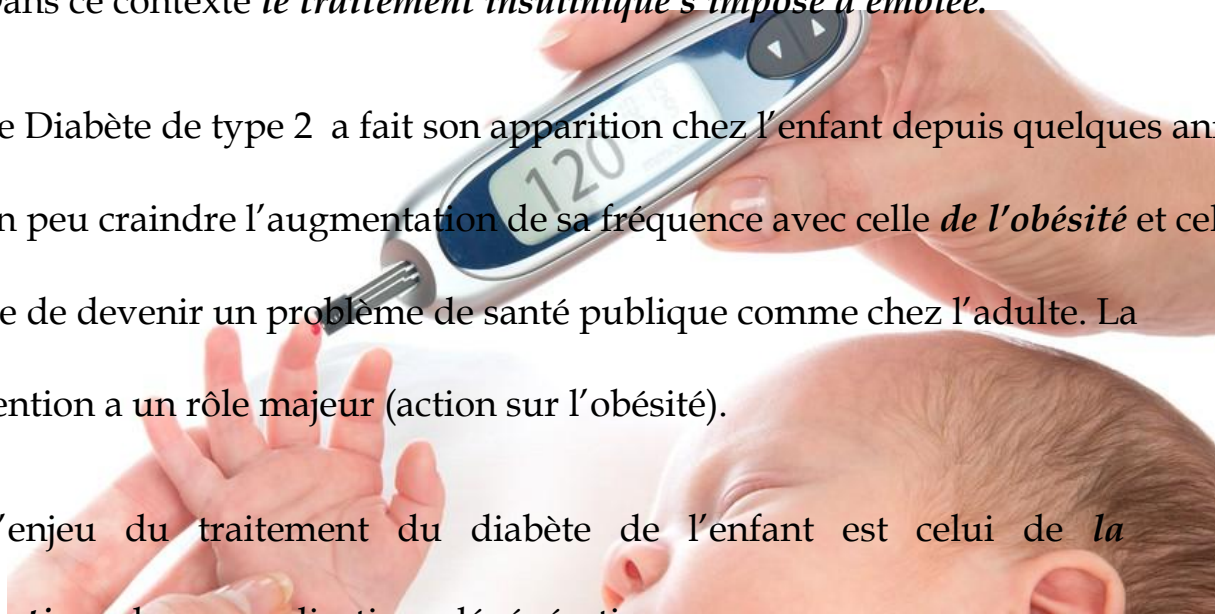 ans ce contexte le traitement insulinique s'impose d'emblée.
e Diabète de type 2 a fait son apparition chez l'enfant depuis quelques an
n peu craindre l'augmentation de sa fréquence avec celle de l'obésité et cel
120
e de devenir un problème de santé publique comme chez l'adulte. La
ention a un rôle majeur (action sur l'obésité).
'enjeu du traitement du diabète de l'enfant est celui de la